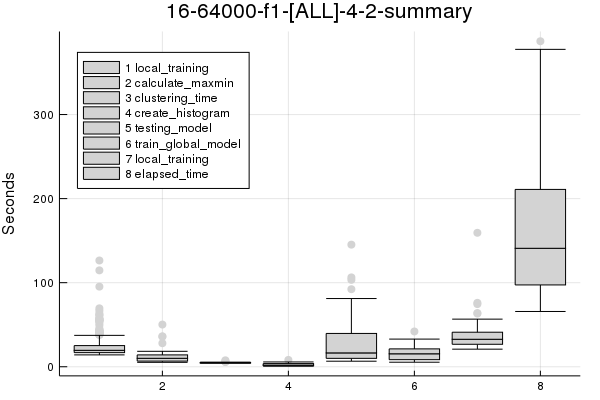 16-64000-f1-[ALL]-4-2-summary
1 local_training
2 calculate_maxmin
3 clustering_time
4 create_histogram
5 testing_model
6 train_global_model
7 local_training
8 elapsed_time
Seconds
300
200
100
0
2
4
6
8